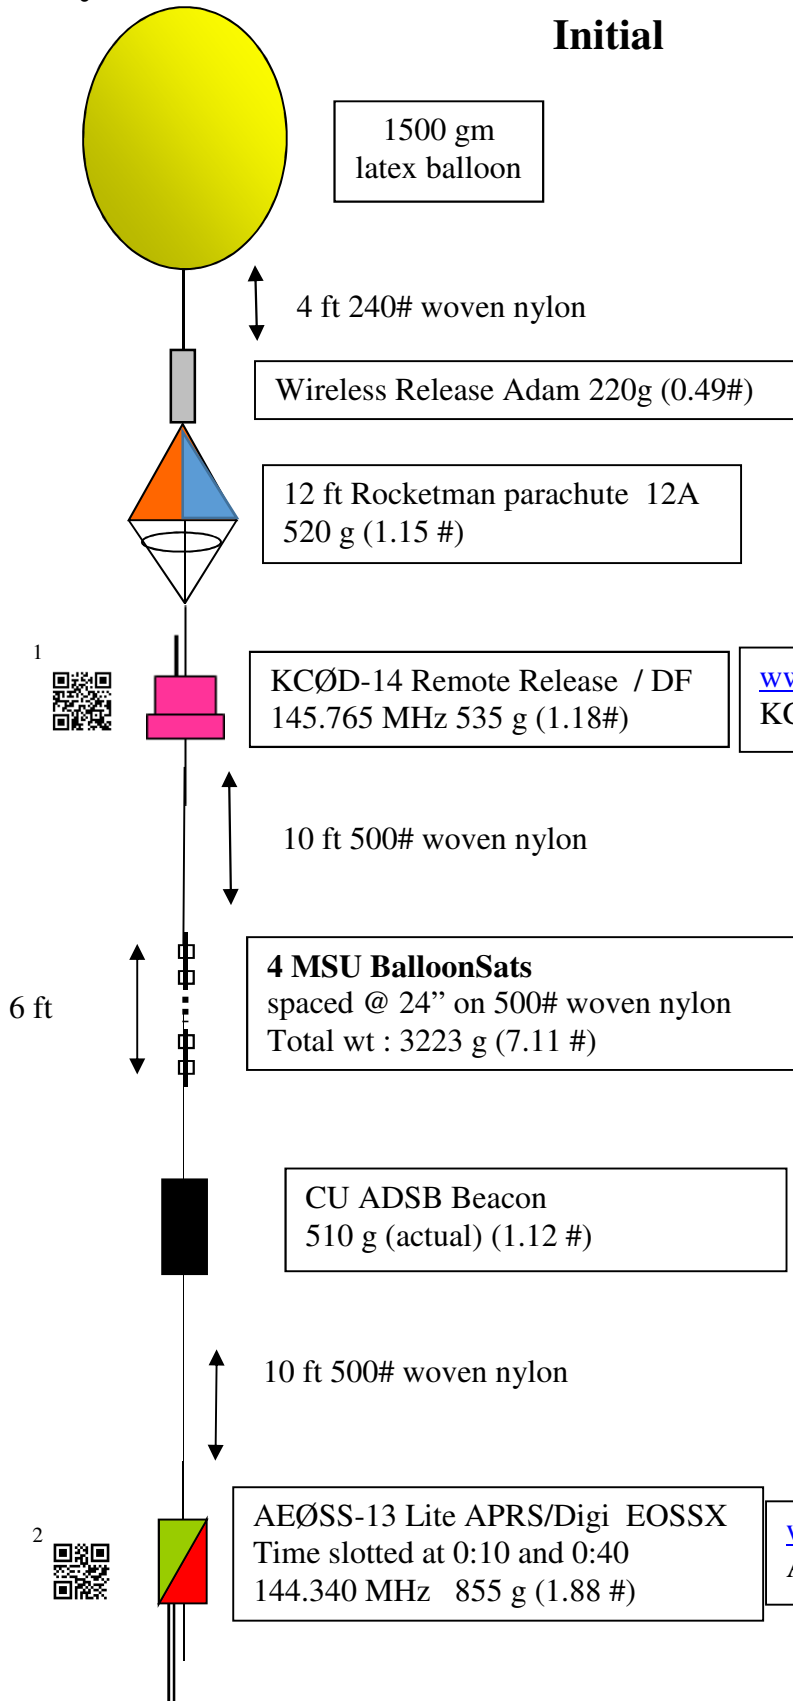 Initial
1500 gm
latex balloon
4 ft 240# woven nylon
Wireless Release Adam 220g (0.49#)
12 ft Rocketman parachute 12A
520 g (1.15 #)
1
KCØD-14 Remote Release / DF
145.765 MHz 535 g (1.18#)
10 ft 500# woven nylon
6 ft
4 MSU BalloonSats
spaced @ 24” on 500# woven nylon
Total wt : 3223 g (7.11 #)
CU ADSB Beacon
510 g (actual) (1.12 #)
10 ft 500# woven nylon
2
AEØSS-13 Lite APRS/Digi EOSSX
Time slotted at 0:10 and 0:40
144.340 MHz 855 g (1.88 #)